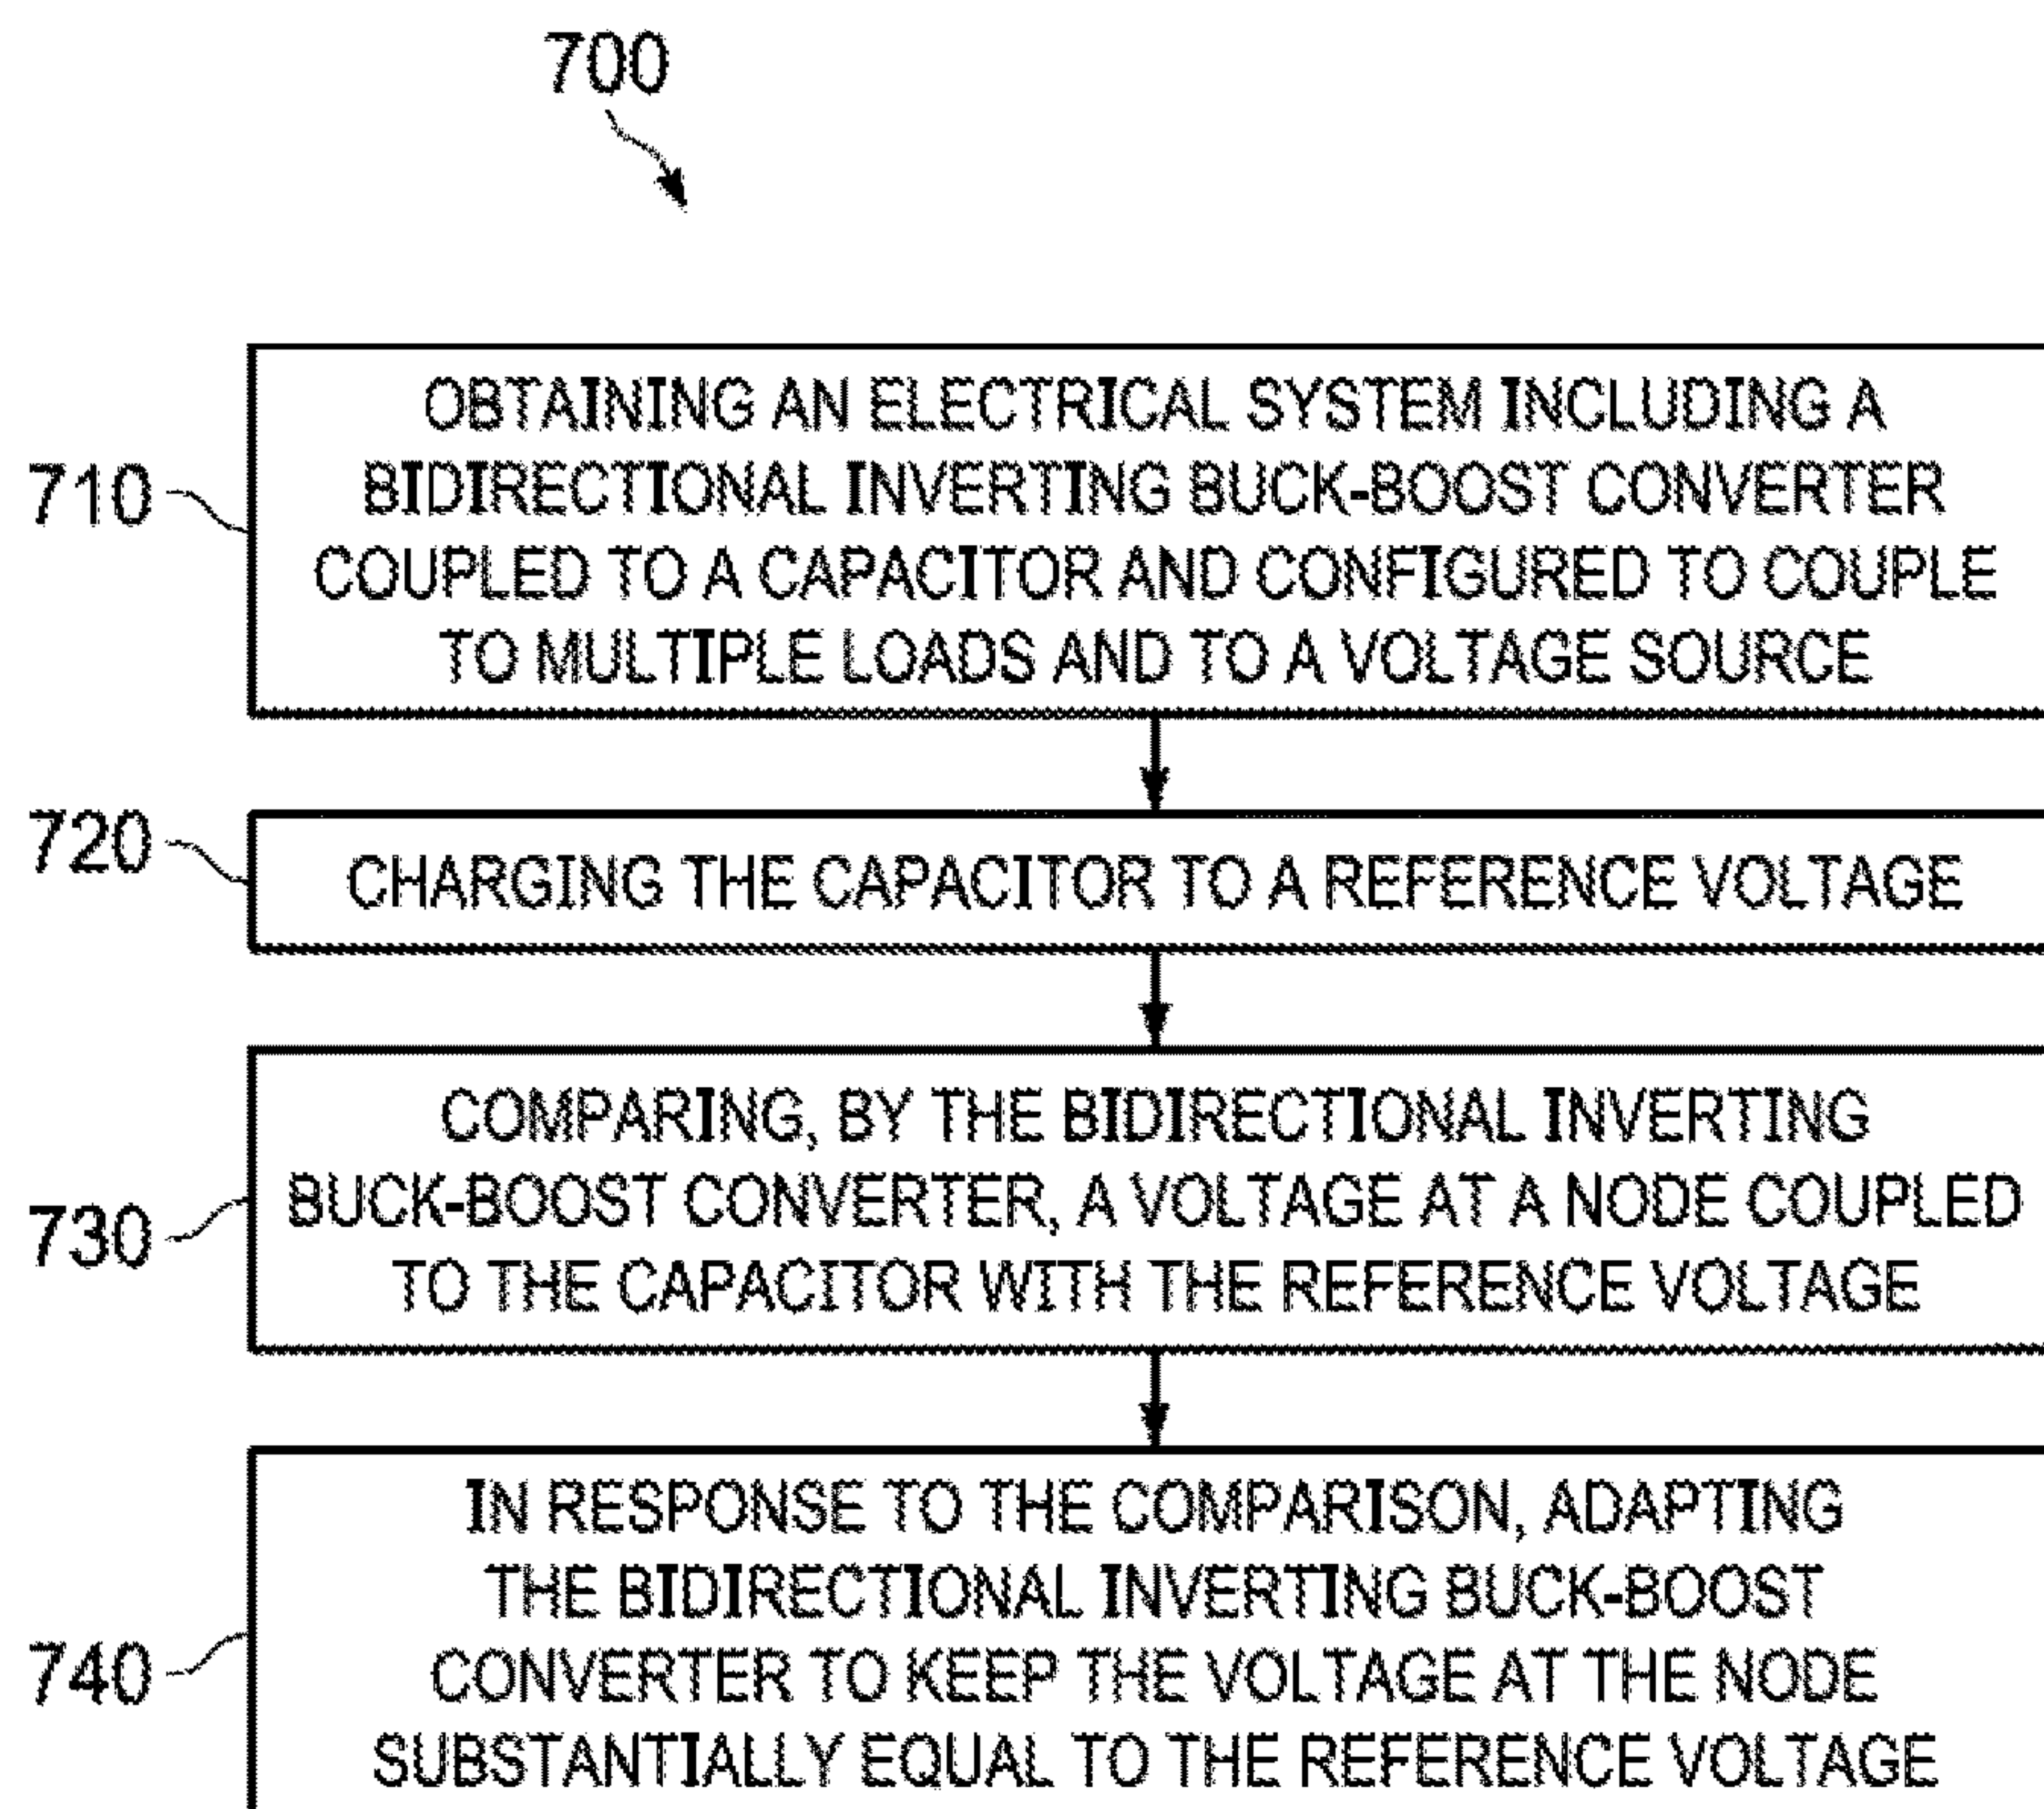 700
710
OBTAINING AN ELECTRICAL SYSTEM INCLUDING A
BIDIRECTIONAL INVERTING BUCK-BOOST CONVERTER
COUPLED TO A CAPACITOR AND CONFIGURED TO COUPLE
TO MULTIPLE LOADS AND TO A VOLTAGE SOURCE
720
CHARGING THE CAPACITOR TO A REFERENCE VOLTAGE
730
COMPARING, BY THE BIDIRECTIONAL INVERTING
BUCK-BOOST CONVERTER, A VOLTAGE AT A NODE COUPLED
TO THE CAPACITOR WITH THE REFERENCE VOLTAGE
740
IN RESPONSE TO THE COMPARISON, ADAPTING
THE BIDIRECTIONAL INVERTING BUCK-BOOST
CONVERTER TO KEEP THE VOLTAGE AT THE NODE
SUBSTANTIALLY EQUAL TO THE REFERENCE VOLTAGE